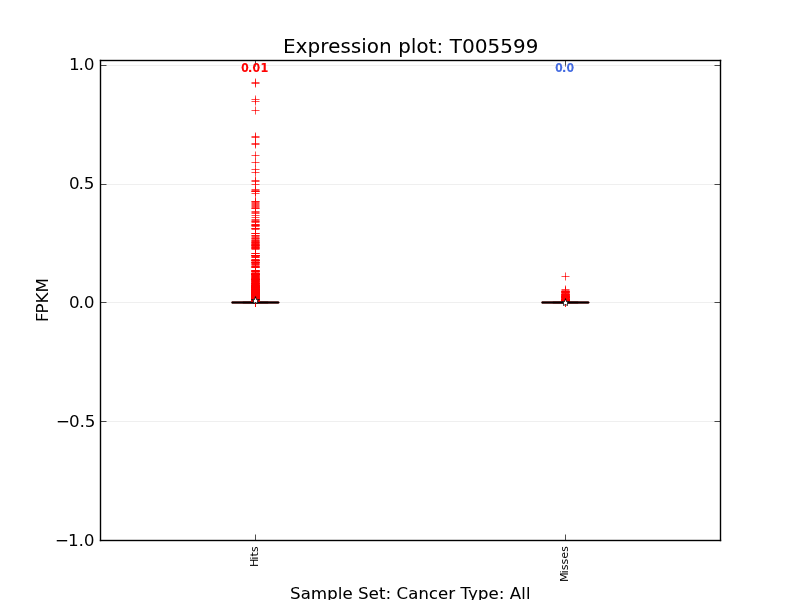 Expression plot: T005599
1.0
0.01
0.0
0.5
0.0
−0.5
−1.0
FPKM
Hits
Misses
Sample Set: Cancer Type: All